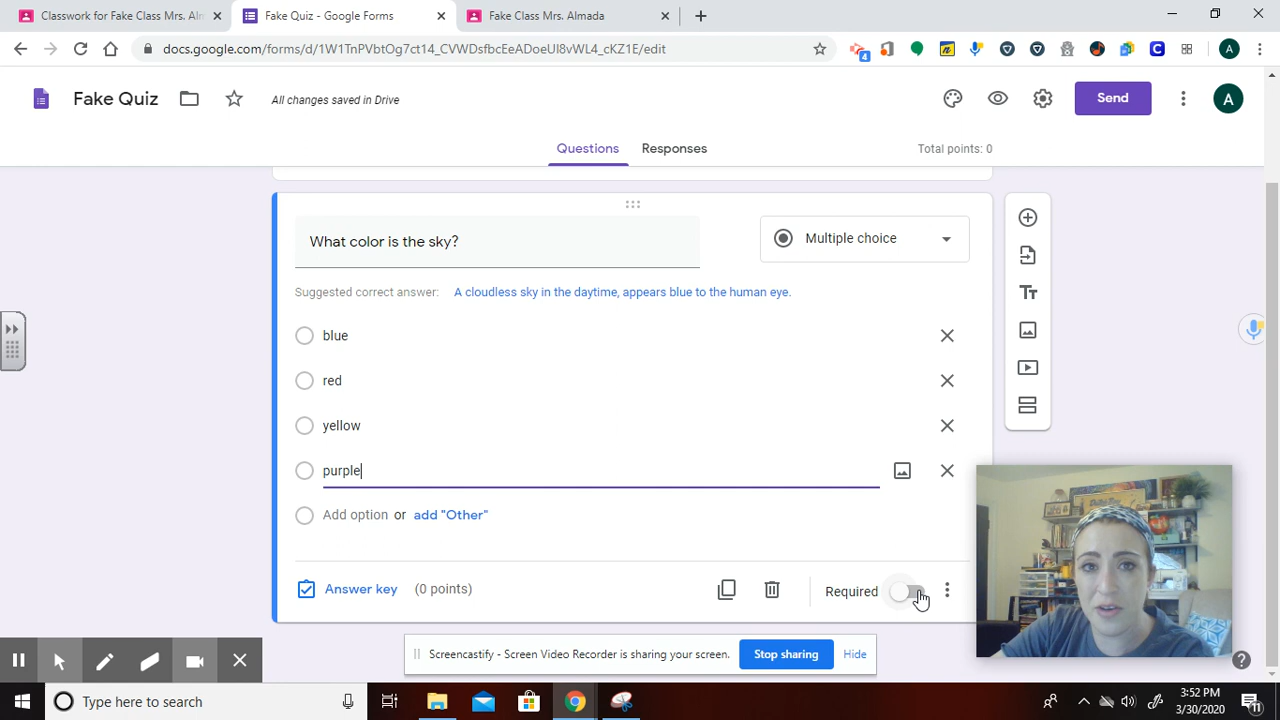 Classwork for Fake Class Mrs. Alm
Fake Quiz - Google Forms
Fake Class Mrs. Almada
docs.google.com/forms/d/1W1TnPVbtOg7ct14_CVWDsfbcEeADoeUI8vWL4_cKZ1E/edit
4
A
Fake Quiz
All changes saved in Drive
Send
A
Questions
Responses
Total points: 0
What color is the sky?
Multiple choice
Suggested correct answer: A cloudless sky in the daytime, appears blue to the human eye.
blue
red
yellow
purple
Add option or add "Other"
Answer key (0 points)
Required
Screencastify - Screen Video Recorder is sharing your screen.
Stop sharing
Hide
Type here to search
3:52 PM
3/30/2020
11